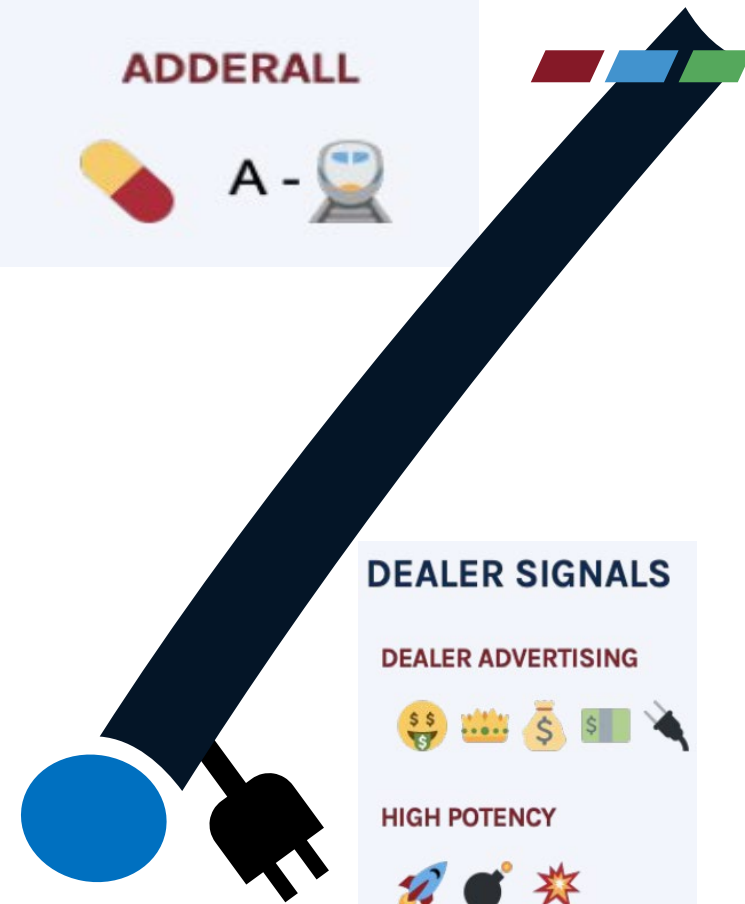 ADDERALL
A -
DEALER SIGNALS
DEALER ADVERTISING
HIGH POTENCY